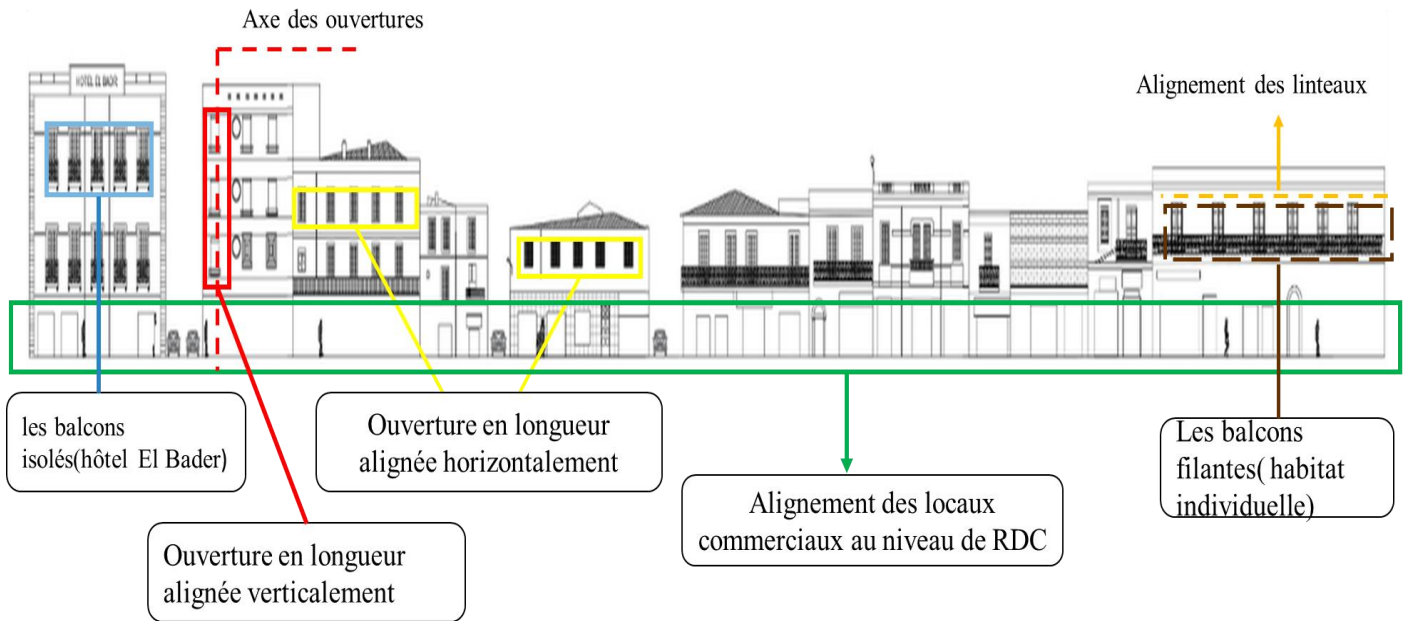 Axe des ouvertures
HOTEL EL BADR
Alignement des linteaux
les balcons
isolés(hôtel El Bader)
Ouverture en longueur
alignée horizontalement
Les balcons
filantes( habitat
individuelle)
Alignement des locaux
commerciaux au niveau de RDC
Ouverture en longueur
alignée verticalement